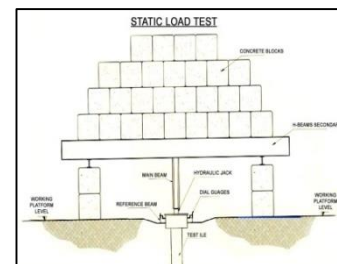 STATIC LOAD TEST
CONCRETE BLOCKS
H-BEAMS SECONDAR
MAIN BEAM
HYDRAULIC JACK
DIAL GUAGES
REFERENCE BEAM
WORKING
PLATFORM
LEVEL
WORKING
PLATFORM
LEVEL
TEST ILE